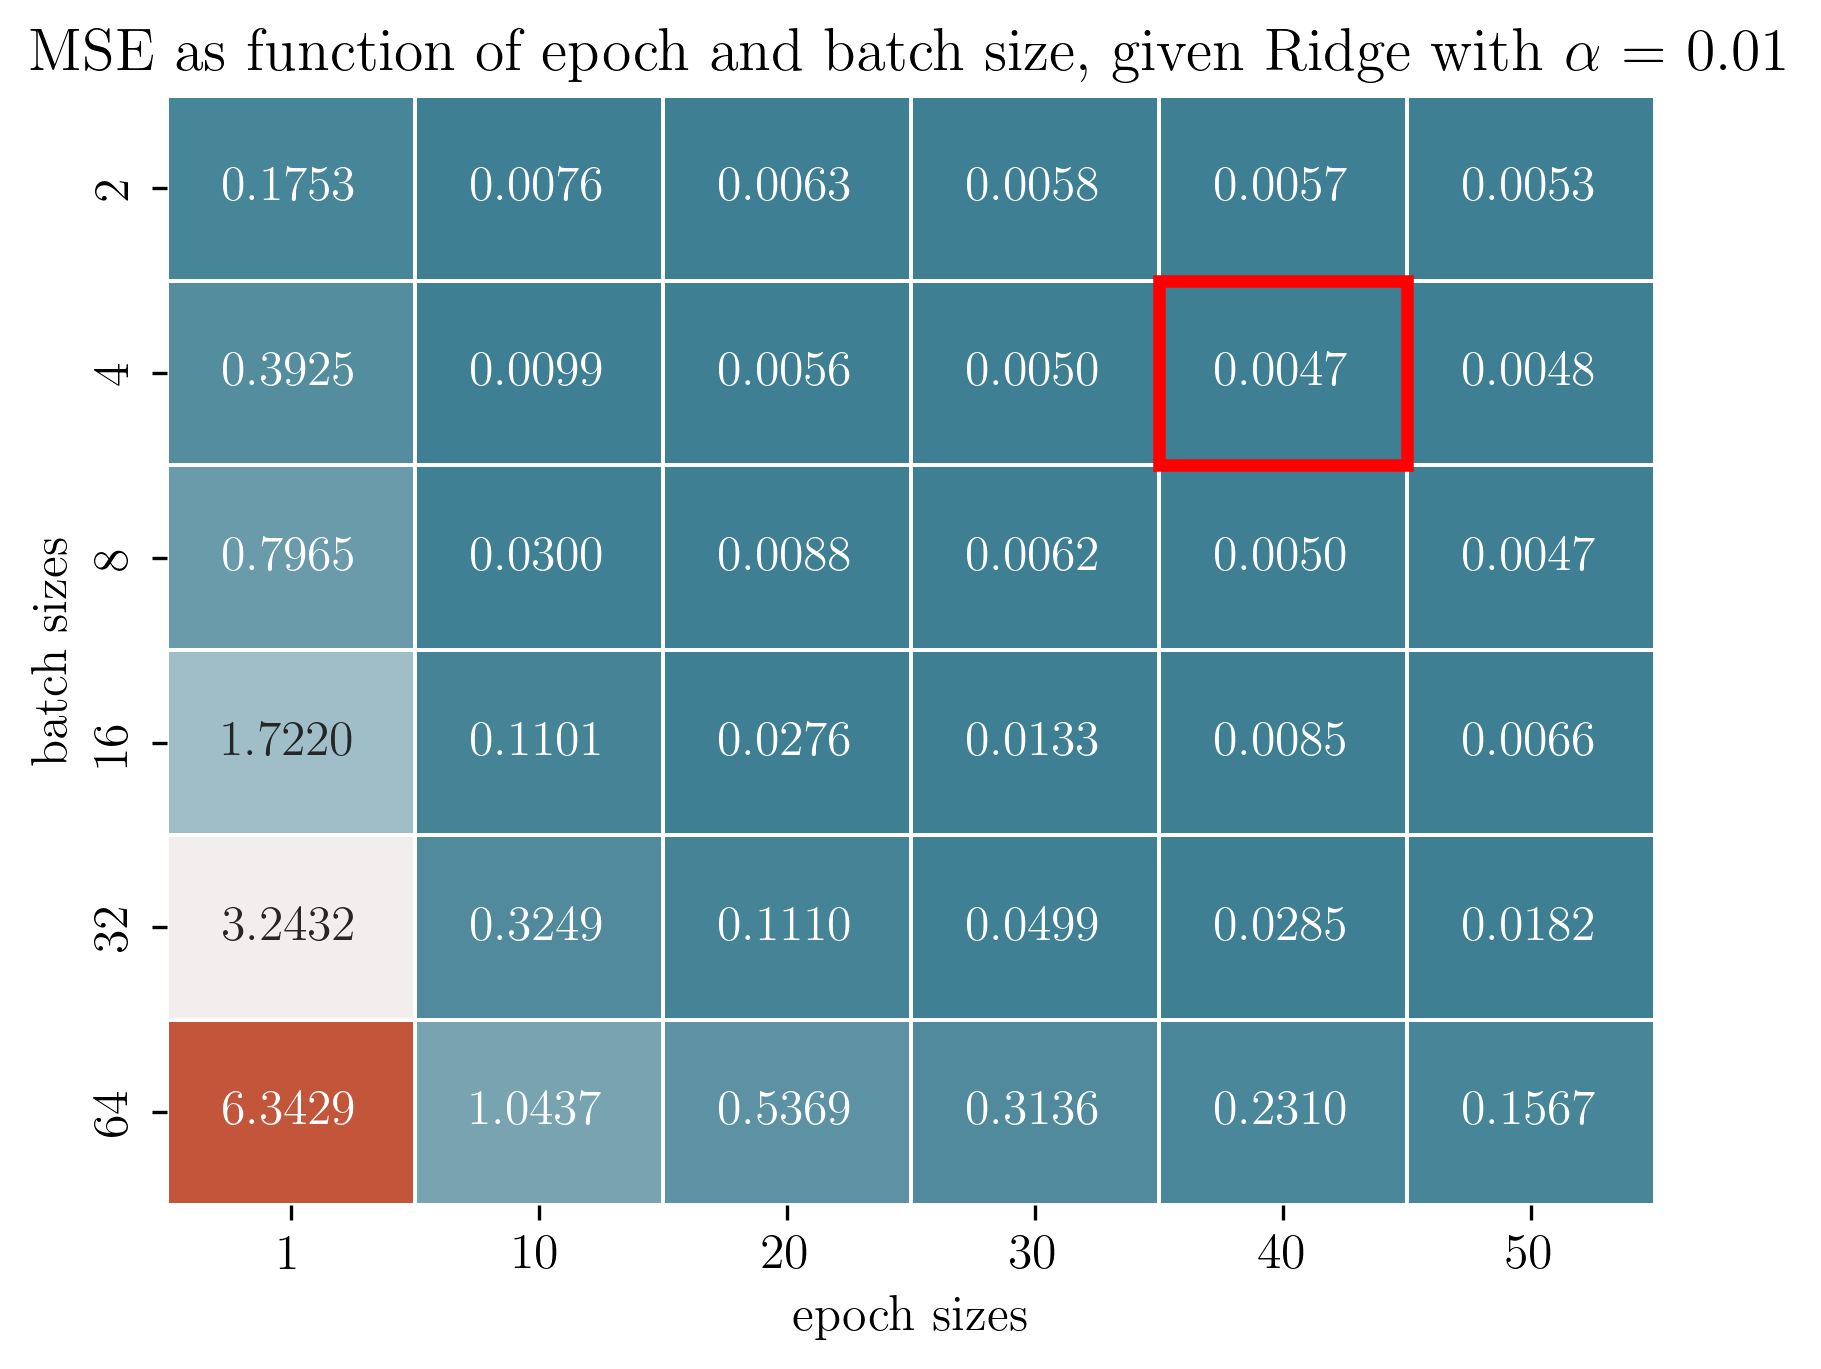 MSE as function of epoch and batch size, given Ridge with α = 0.01
2 0.1753 0.0076 0.0063 0.0058 0.0057 0.0053
4 0.3925 0.0099 0.0056 0.0050 0.0047 0.0048
8 0.7965 0.0300 0.0088 0.0062 0.0050 0.0047
16 1.7220 0.1101 0.0276 0.0133 0.0085 0.0066
32 3.2432 0.3249 0.1110 0.0499 0.0285 0.0182
64 6.3429 1.0437 0.5369 0.3136 0.2310 0.1567
batch sizes
1 10 20 30 40 50
epoch sizes